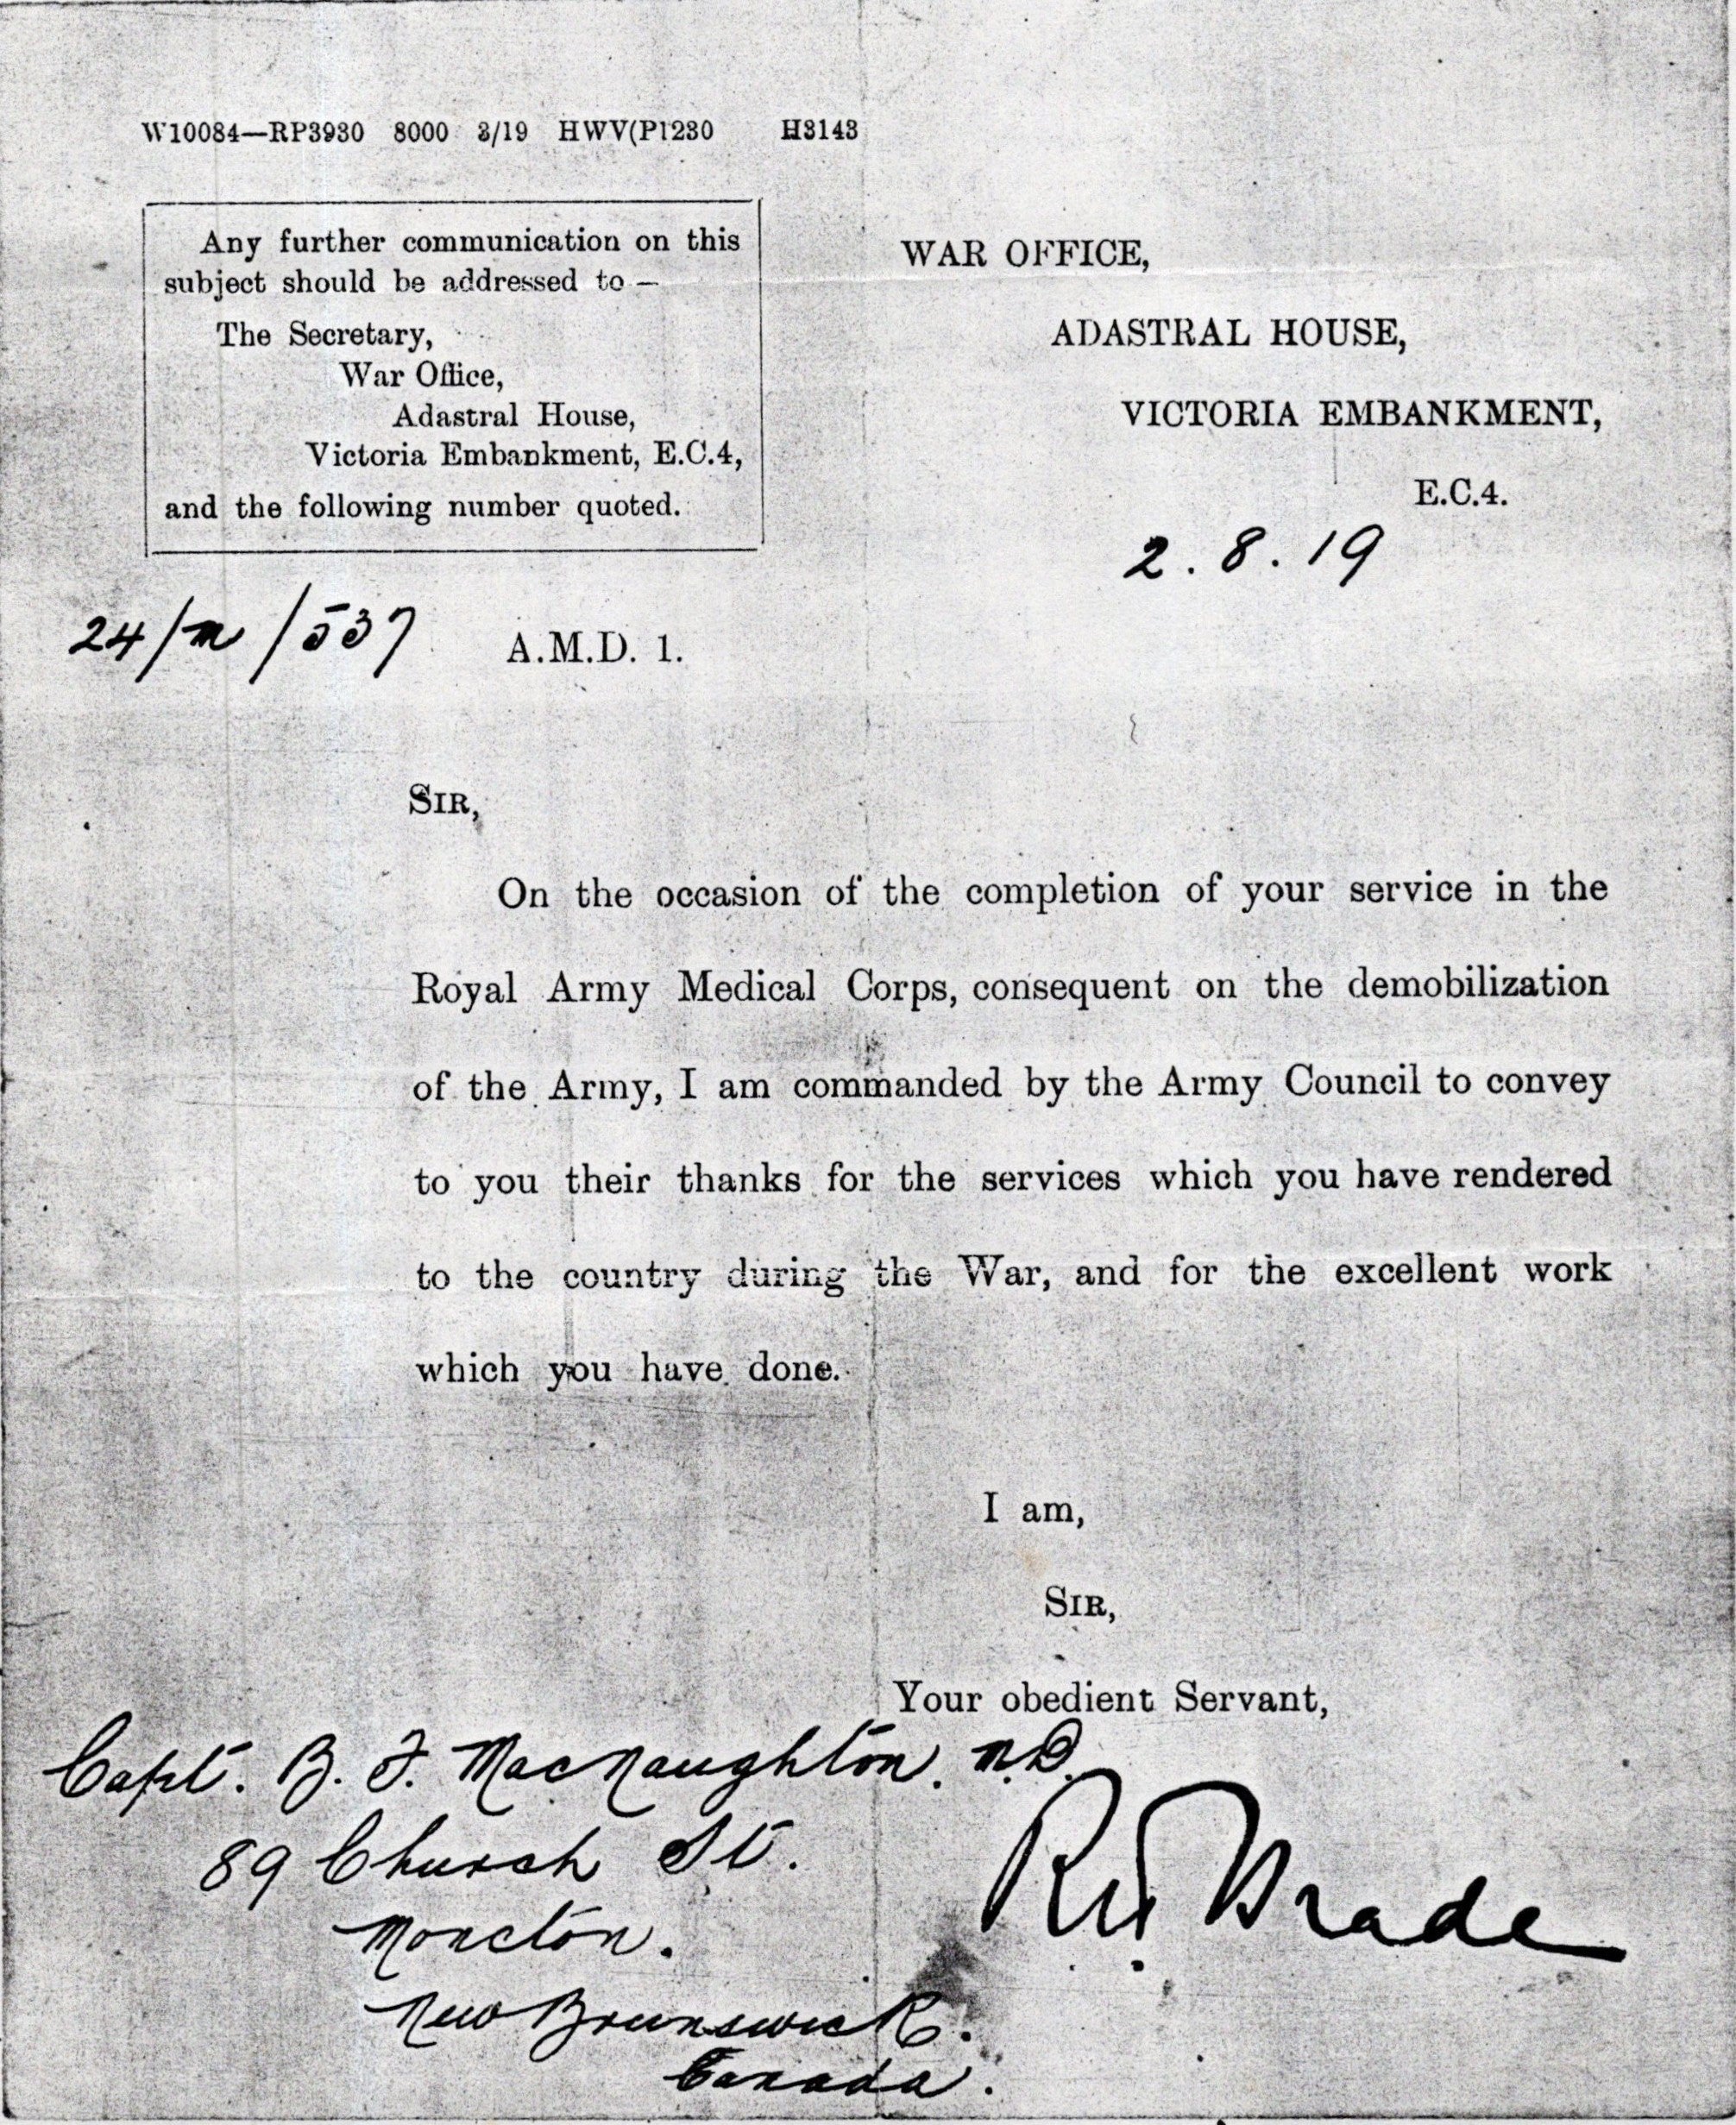 W10084—RP3930 8000 3/19 HWV(P1230 H3143
Any further communication on this
subject should be addressed to—
The Secretary,
War Office,
Adastral House,
Victoria Embankment, E.C.4,
and the following number quoted.
WAR OFFICE,
ADASTRAL HOUSE,
VICTORIA EMBANKMENT,
E.C.4.
2.8.19
24/m/537 A.M.D. 1.
SIR,
On the occasion of the completion of your service in the
Royal Army Medical Corps, consequent on the demobilization
of the Army, I am commanded by the Army Council to convey
to you their thanks for the services which you have rendered
to the country during the War, and for the excellent work
which you have done.
I am,
SIR,
Your obedient Servant,
Capt. B. F. MacNaughton. M.D.
89 Church St.
Moncton.
New Brunswick.
Canada.
RH Brade